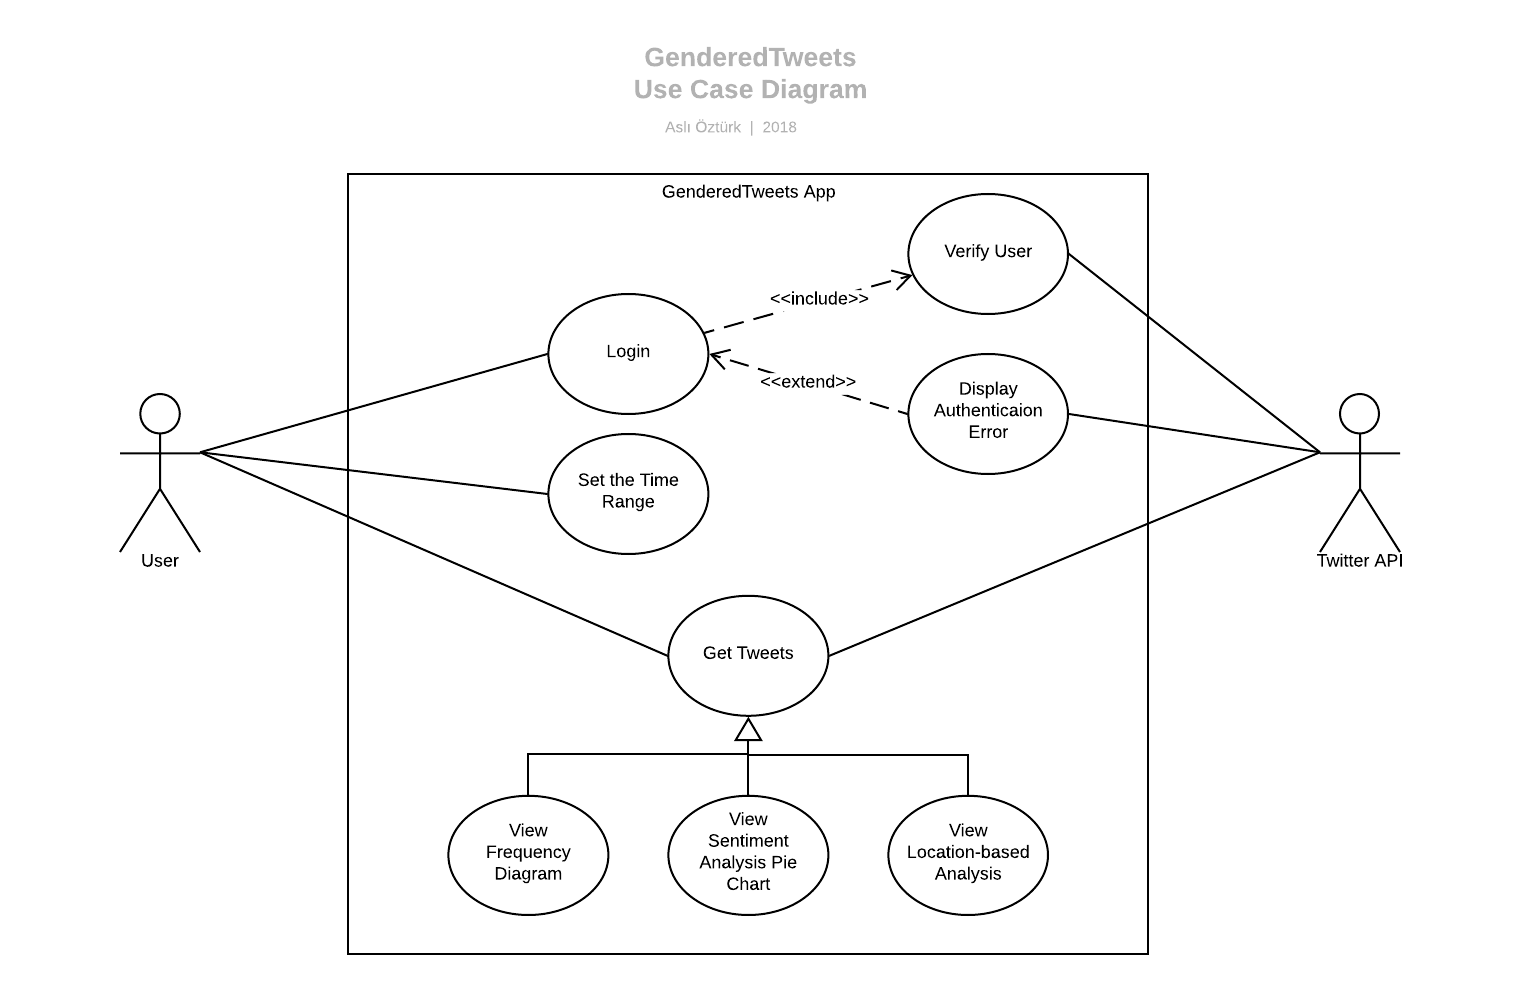 GenderedTweets
Use Case Diagram
Aslı Öztürk | 2018
GenderedTweets App
Verify User
<<include>>
Login
<<extend>>
Display
Authenticaion
Error
Set the Time
Range
User
Twitter API
Get Tweets
View
Frequency
Diagram
View
Sentiment
Analysis Pie
Chart
View
Location-based
Analysis